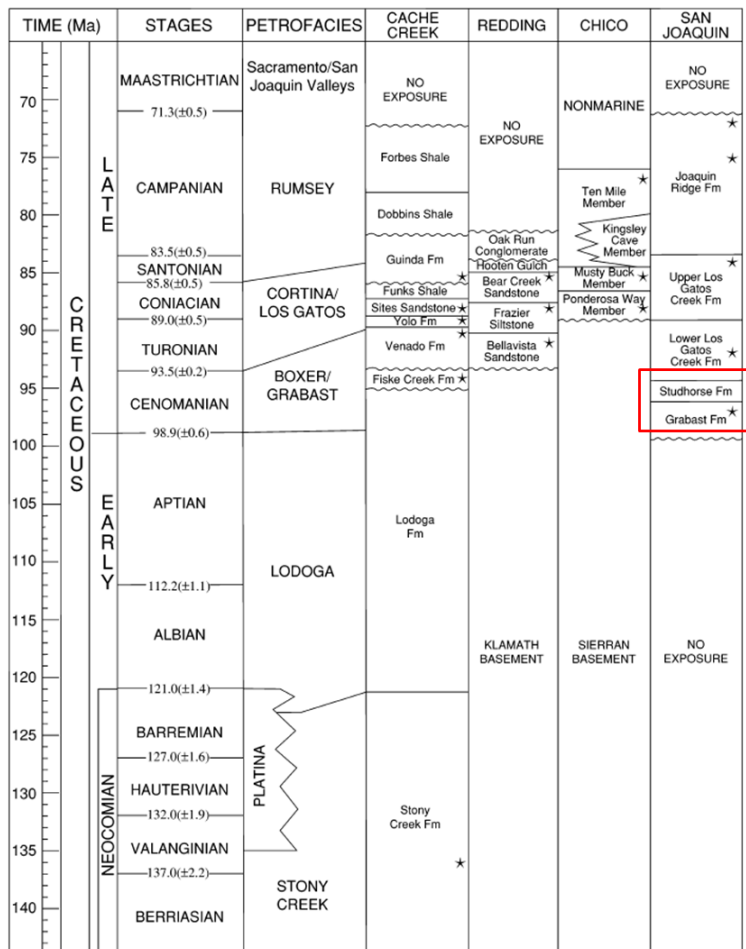 TIME (Ma)
STAGES
PETROFACIES
CACHE
CREEK
REDDING
CHICO
SAN
JOAQUIN
70
75
80
85
90
95
100
105
110
115
120
125
130
135
140
CRETACEOUS
LATE
EARLY
NEOCOMIAN
MAASTRICHTIAN
71.3(±0.5)
CAMPANIAN
83.5(±0.5)
SANTONIAN
85.8(±0.5)
CONIACIAN
89.0(±0.5)
TURONIAN
93.5(±0.2)
CENOMANIAN
98.9(±0.6)
APTIAN
112.2(±1.1)
ALBIAN
121.0(±1.4)
BARREMIAN
127.0(±1.6)
HAUTERIVIAN
132.0(±1.9)
VALANGINIAN
137.0(±2.2)
BERRIASIAN
Sacramento/San
Joaquin Valleys
RUMSEY
CORTINA/
LOS GATOS
BOXER/
GRABAST
LODOGA
PLATINA
STONY
CREEK
NO
EXPOSURE
Forbes Shale
Dobbins Shale
Guinda Fm
Funks Shale
Sites Sandstone
Yolo Fm
Venado Fm
Fiske Creek Fm
Lodoga
Fm
Stony
Creek Fm
NO
EXPOSURE
Oak Run
Conglomerate
Hooten Gulch
Bear Creek
Sandstone
Frazier
Siltstone
Bellavista
Sandstone
KLAMATH
BASEMENT
NONMARINE
Ten Mile
Member
Kingsley
Cave
Member
Musty Buck
Member
Ponderosa Way
Member
SIERRAN
BASEMENT
NO
EXPOSURE
Joaquin
Ridge Fm
Upper Los
Gatos
Creek Fm
Lower Los
Gatos
Creek Fm
Studhorse Fm
Grabast Fm
NO
EXPOSURE